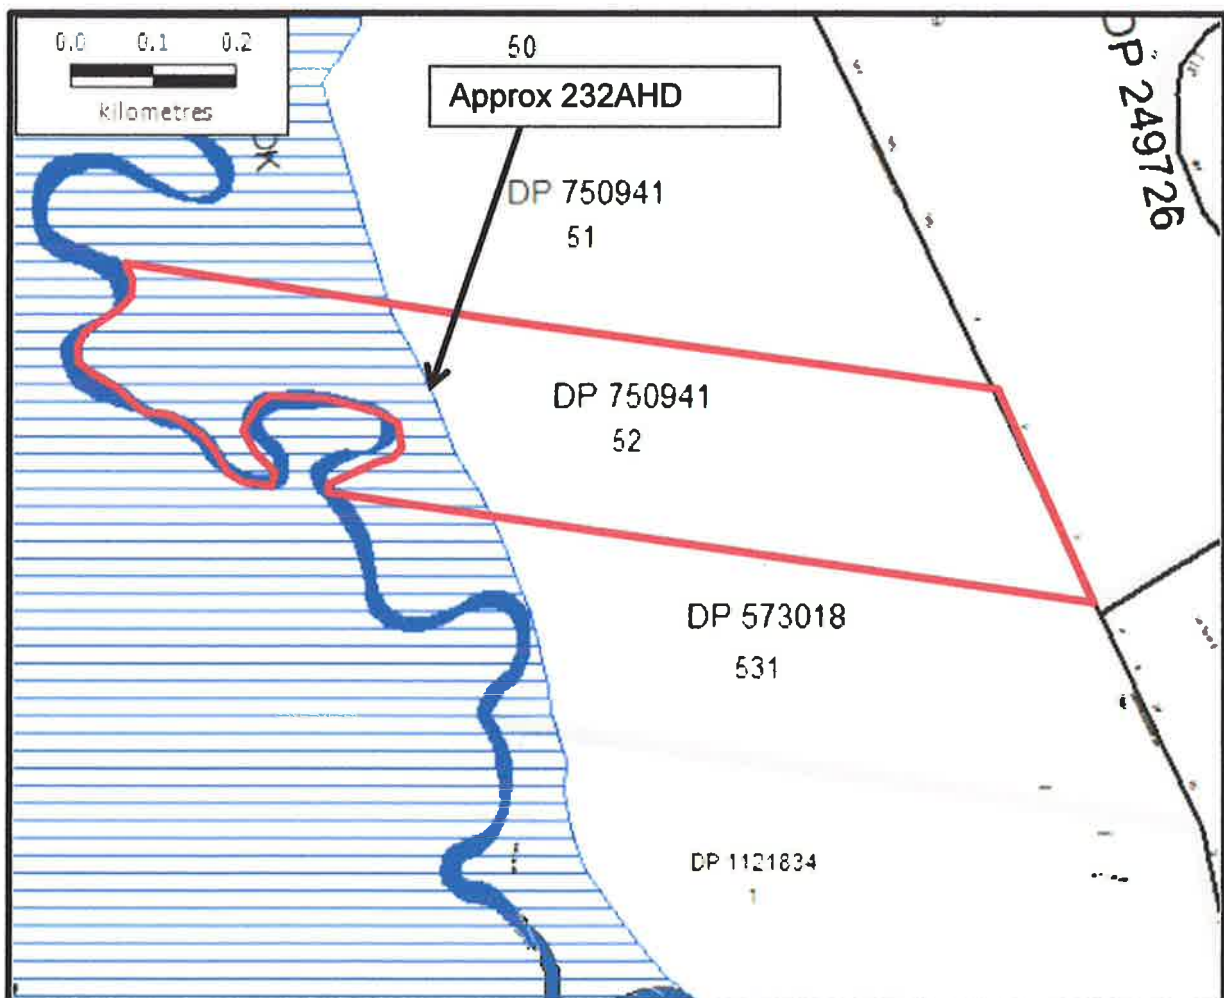 0.0 0.1 0.2
kilometres
50
Approx 232AHD
DP 249726
DP 750941
51
DP 750941
52
DP 573018
531
DP 1121834
1